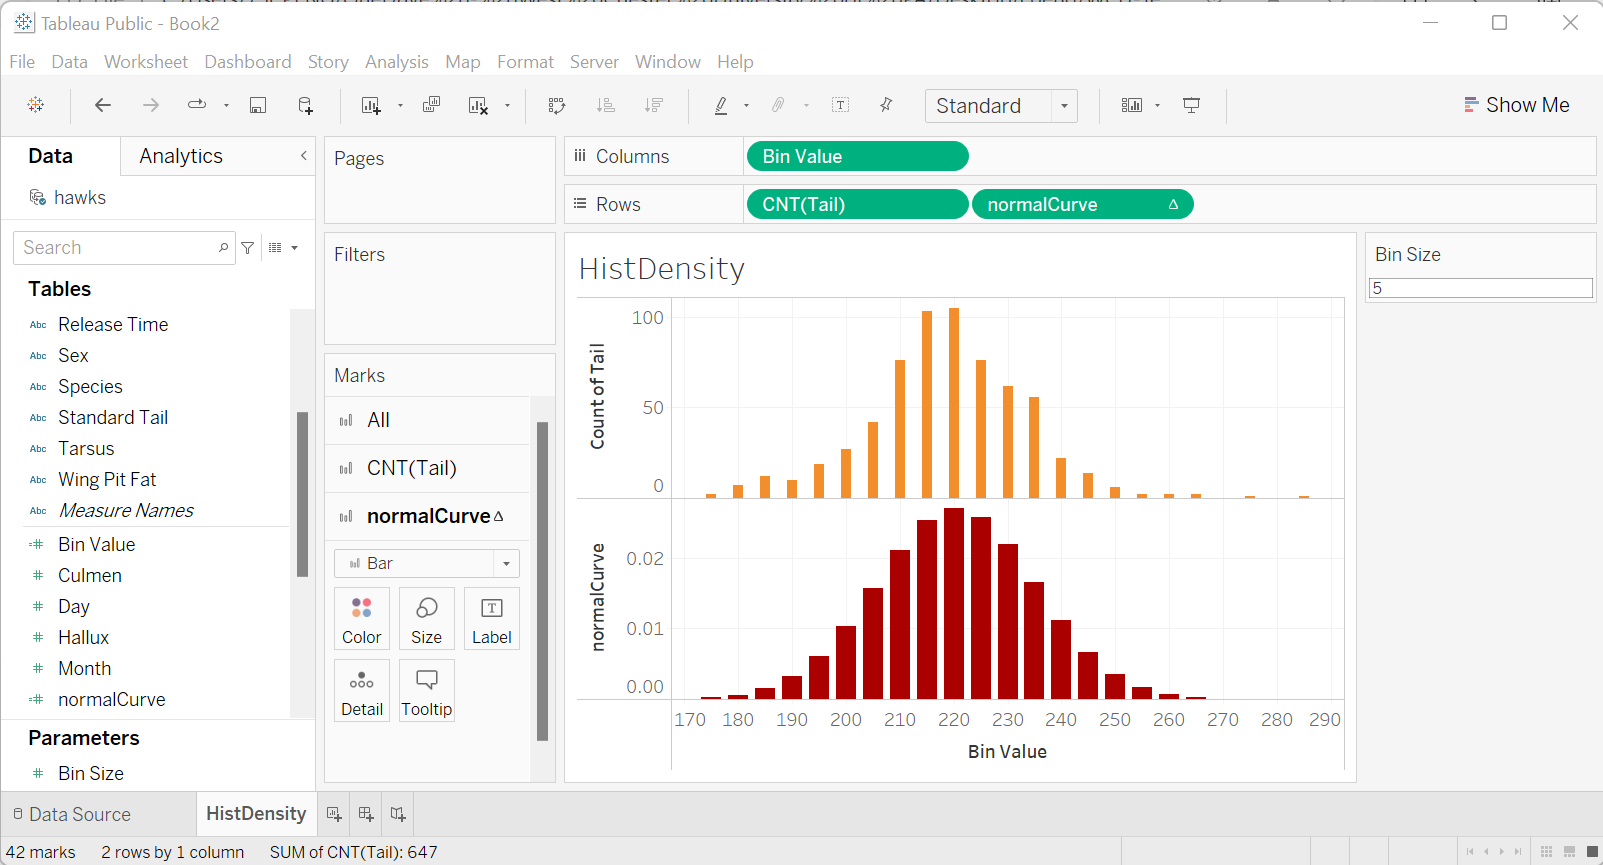 Tableau Public - Book2
File Data Worksheet Dashboard Story Analysis Map Format Server Window Help
Standard
Show Me
Data Analytics
hawks
Search
Tables
Abc Release Time
Abc Sex
Abc Species
Abc Standard Tail
Abc Tarsus
Abc Wing Pit Fat
Abc Measure Names
Bin Value
Culmen
Day
Hallux
Month
normalCurve
Parameters
Bin Size
Pages
Filters
Marks
All
CNT(Tail)
normalCurve
Bar
Color Size Label
Detail Tooltip
Columns Bin Value
Rows CNT(Tail) normalCurve
HistDensity
100
50
0
Count of Tail
0.02
0.01
0.00
normalCurve
170 180 190 200 210 220 230 240 250 260 270 280 290
Bin Value
Bin Size
5
Data Source HistDensity
42 marks 2 rows by 1 column SUM of CNT(Tail): 647